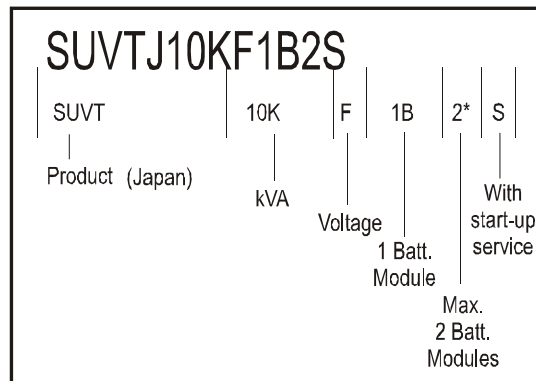 SUVTJ10KF1B2S
SUVT 10K F 1B 2* S
Product (Japan)
kVA
Voltage
1 Batt.
Module
Max.
2 Batt.
Modules
With
start-up
service